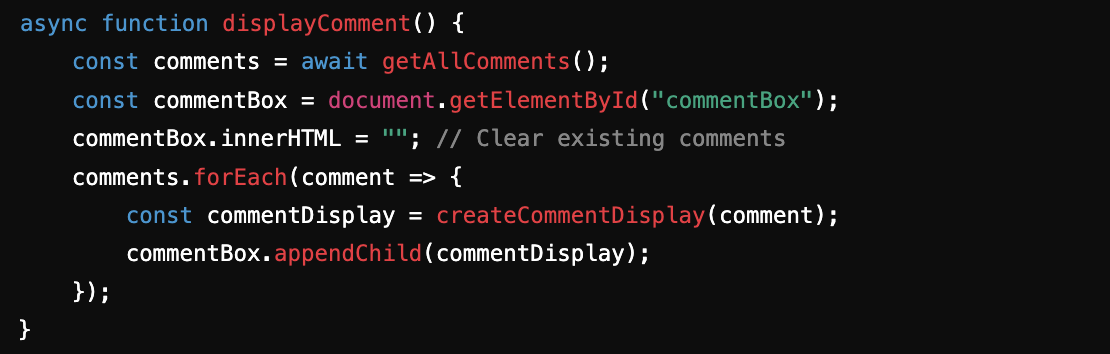 async function displayComment() {
    const comments = await getAllComments();
    const commentBox = document.getElementById("commentBox");
    commentBox.innerHTML = ""; // Clear existing comments
    comments.forEach(comment => {
        const commentDisplay = createCommentDisplay(comment);
        commentBox.appendChild(commentDisplay);
    });
}